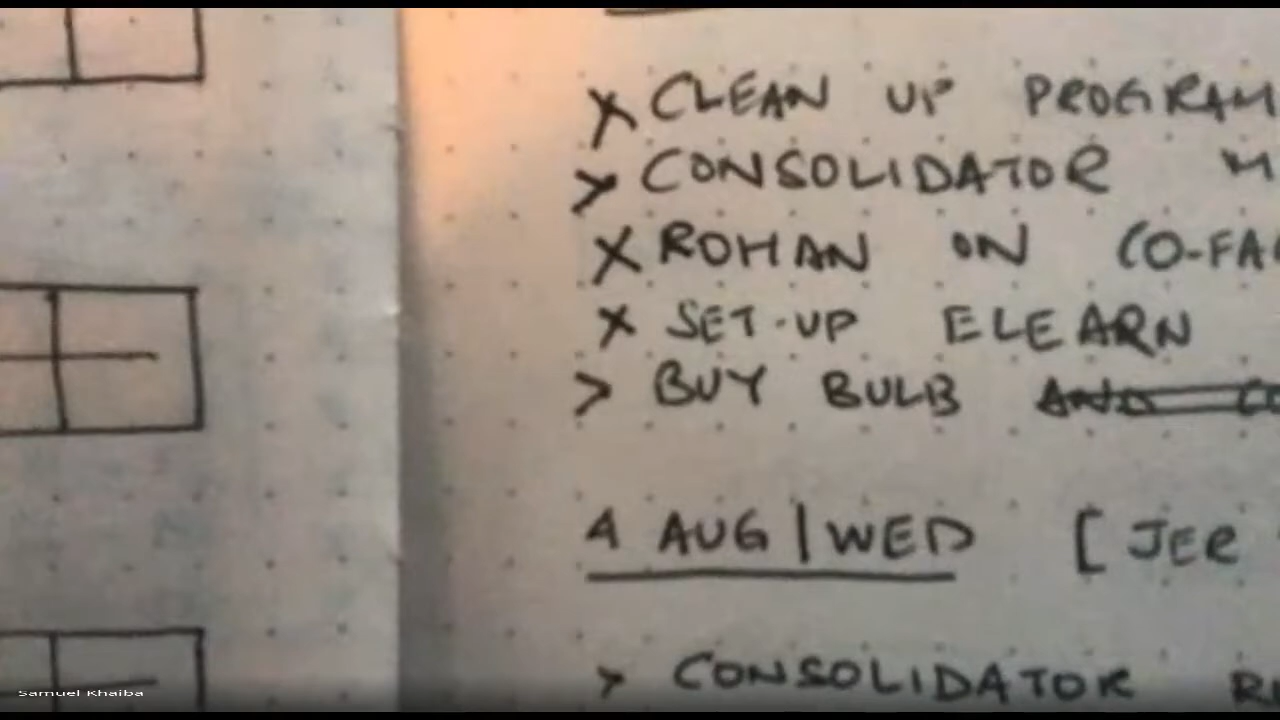 X CLEAN UP PROGRAM
> CONSOLIDATOR M
X ROHAN ON CO-FA
X SET-UP ELEARN
> BUY BULB
4 AUG | WED [JER
> CONSOLIDATOR R
Samuel Khaiba